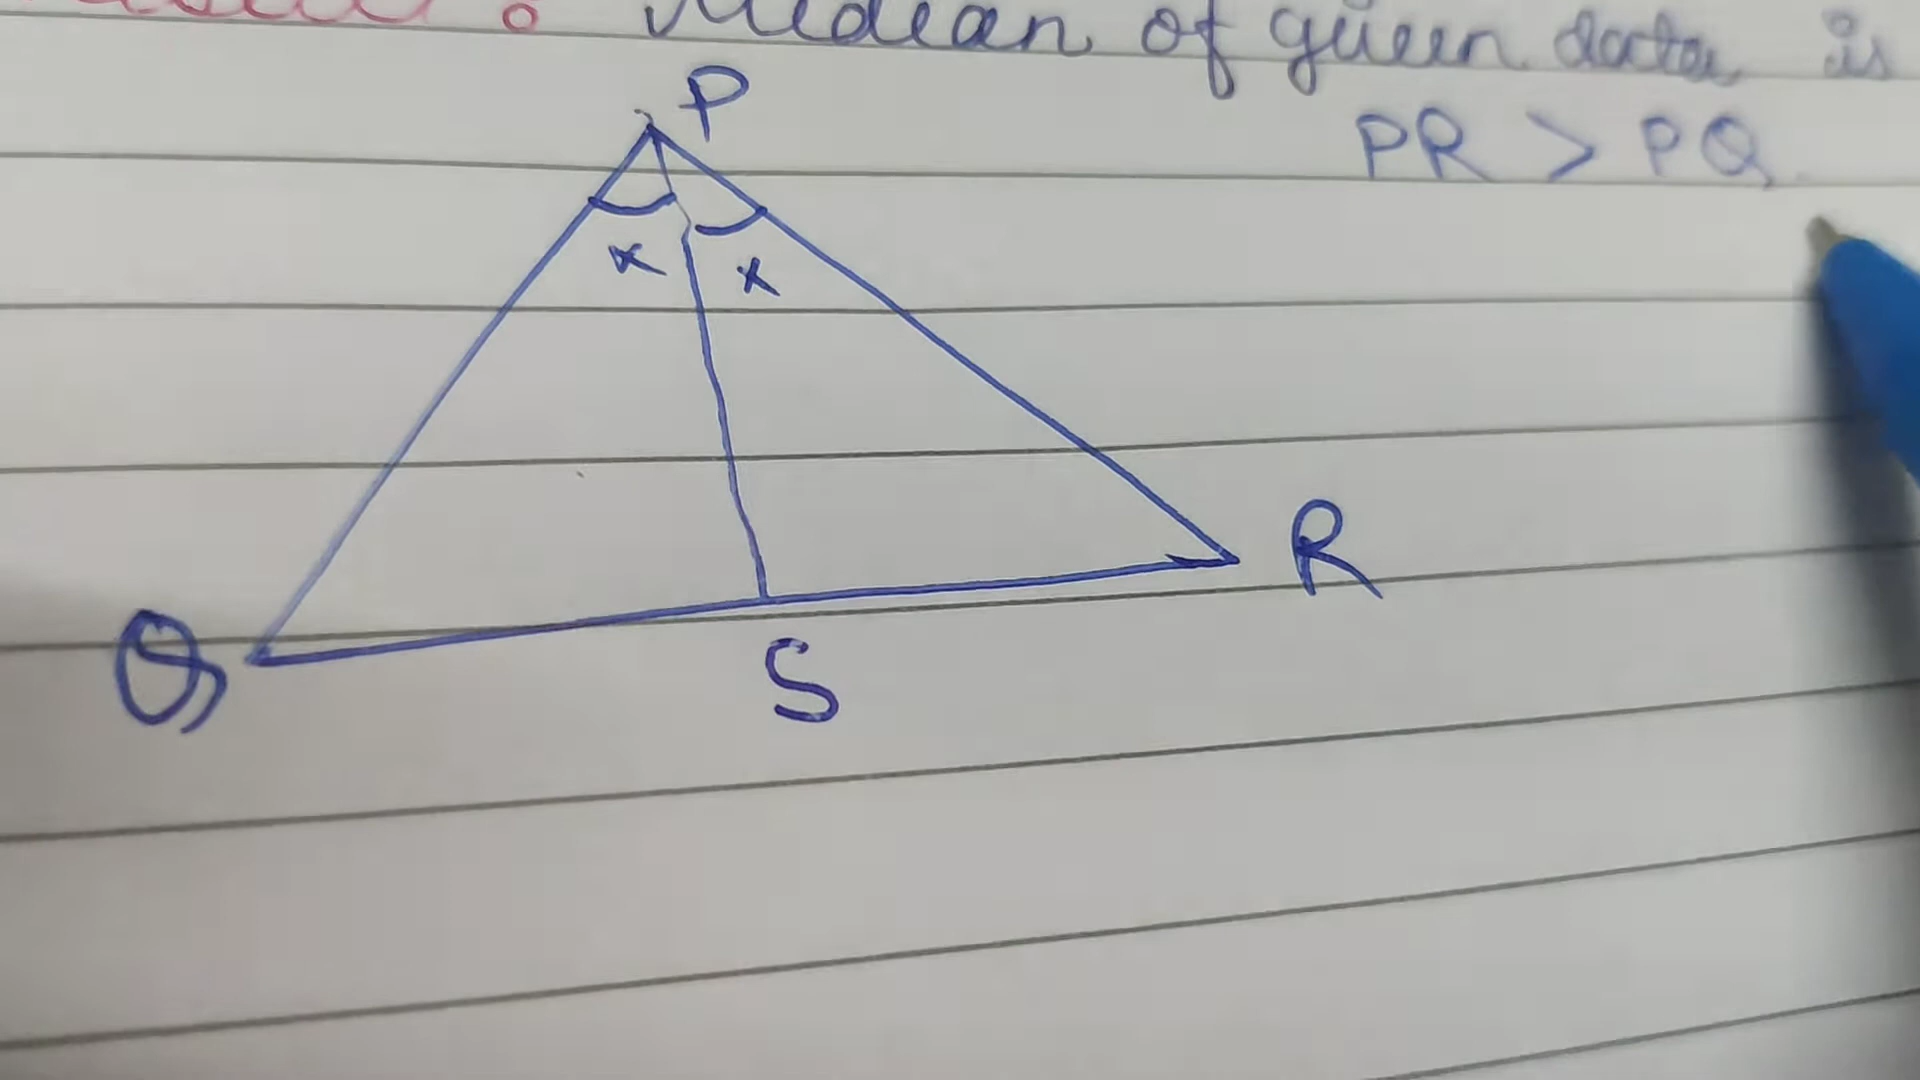 : Median of given data is
P
PR > PQ
x x
R
Q
S